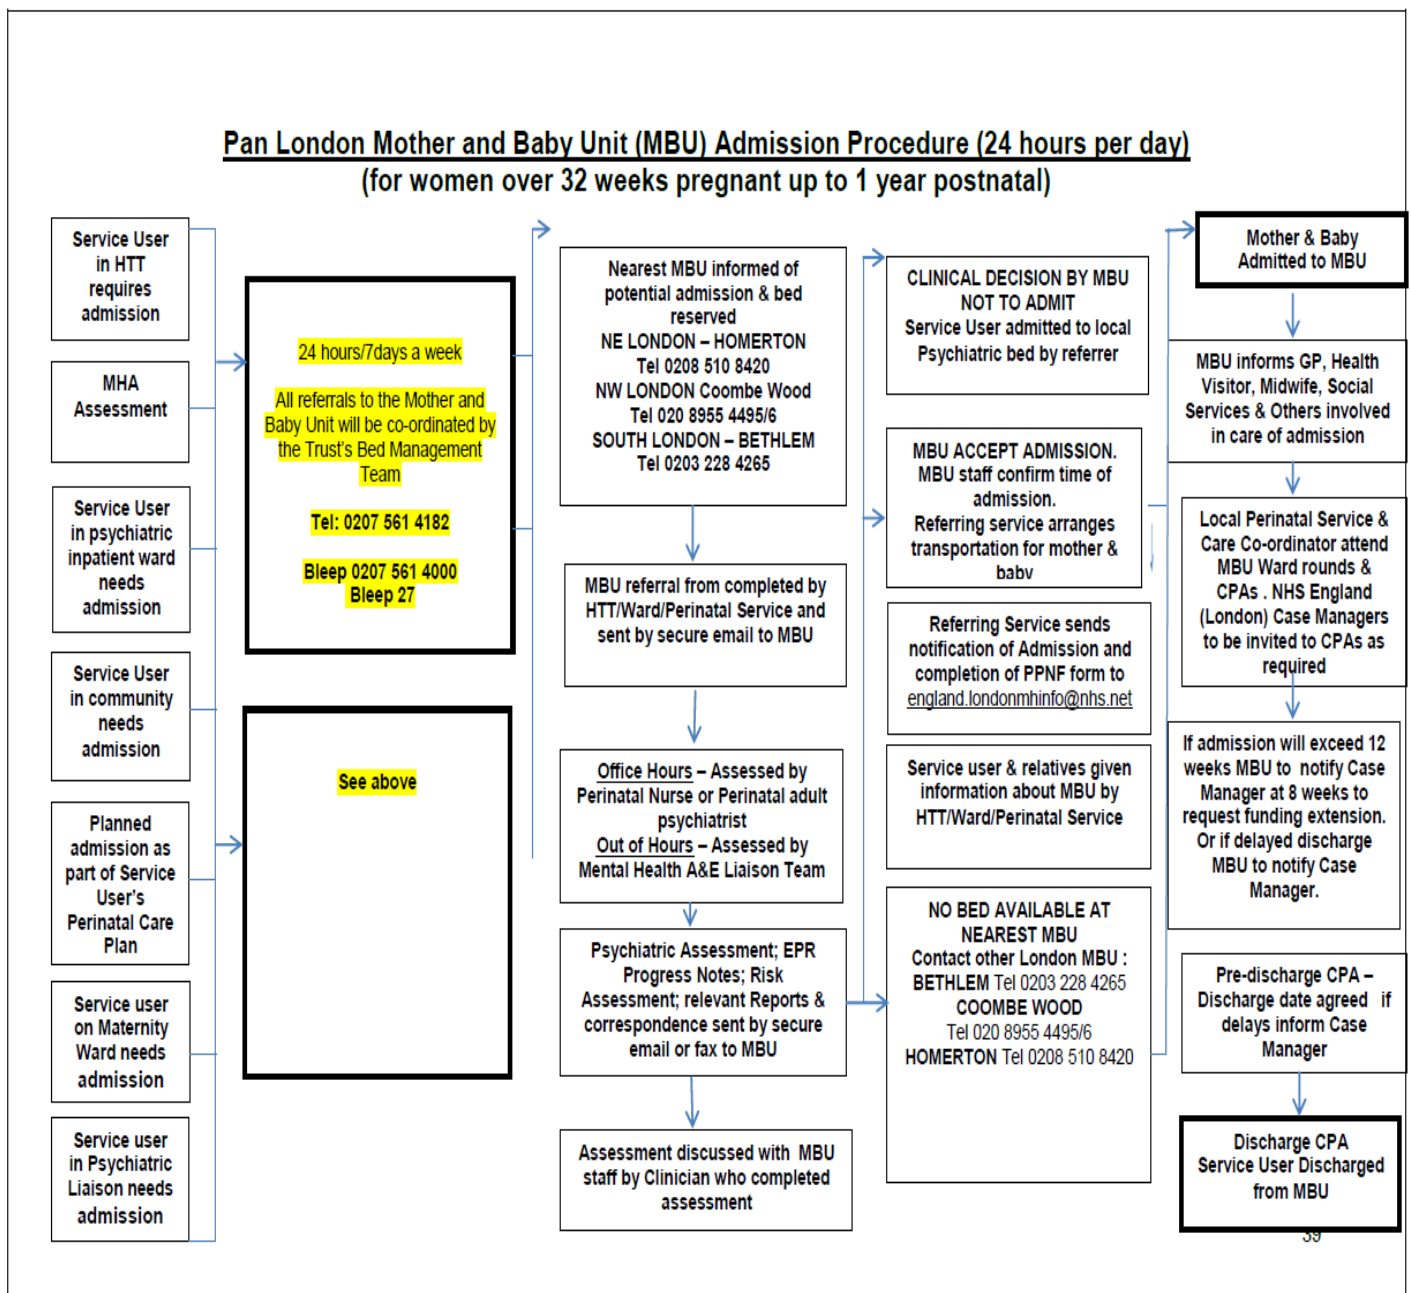 Pan London Mother and Baby Unit (MBU) Admission Procedure (24 hours per day)
(for women over 32 weeks pregnant up to 1 year postnatal)
Service User
in HTT
requires
admission
MHA
Assessment
Service User
in psychiatric
inpatient ward
needs
admission
Service User
in community
needs
admission
Planned
admission as
part of Service
User's
Perinatal Care
Plan
Service user
on Maternity
Ward needs
admission
Service user
in Psychiatric
Liaison needs
admission
24 hours/7days a week
All referrals to the Mother and
Baby Unit will be co-ordinated by
the Trust's Bed Management
Team
Tel: 0207 561 4182
Bleep 0207 561 4000
Bleep 27
See above
Nearest MBU informed of
potential admission & bed
reserved
NE LONDON – HOMERTON
Tel 0208 510 8420
NW LONDON Coombe Wood
Tel 020 8955 4495/6
SOUTH LONDON – BETHLEM
Tel 0203 228 4265
MBU referral from completed by
HTT/Ward/Perinatal Service and
sent by secure email to MBU
Office Hours – Assessed by
Perinatal Nurse or Perinatal adult
psychiatrist
Out of Hours – Assessed by
Mental Health A&E Liaison Team
Psychiatric Assessment; EPR
Progress Notes; Risk
Assessment; relevant Reports &
correspondence sent by secure
email or fax to MBU
Assessment discussed with MBU
staff by Clinician who completed
assessment
CLINICAL DECISION BY MBU
NOT TO ADMIT
Service User admitted to local
Psychiatric bed by referrer
MBU ACCEPT ADMISSION.
MBU staff confirm time of
admission.
Referring service arranges
transportation for mother &
baby
Referring Service sends
notification of Admission and
completion of PPNF form to
england.londonmhinfo@nhs.net
Service user & relatives given
information about MBU by
HTT/Ward/Perinatal Service
NO BED AVAILABLE AT
NEAREST MBU
Contact other London MBU :
BETHLEM Tel 0203 228 4265
COOMBE WOOD
Tel 020 8955 4495/6
HOMERTON Tel 0208 510 8420
Mother & Baby
Admitted to MBU
MBU informs GP, Health
Visitor, Midwife, Social
Services & Others involved
in care of admission
Local Perinatal Service &
Care Co-ordinator attend
MBU Ward rounds &
CPAs . NHS England
(London) Case Managers
to be invited to CPAs as
required
If admission will exceed 12
weeks MBU to notify Case
Manager at 8 weeks to
request funding extension.
Or if delayed discharge
MBU to notify Case
Manager.
Pre-discharge CPA –
Discharge date agreed if
delays inform Case
Manager
Discharge CPA
Service User Discharged
from MBU
39